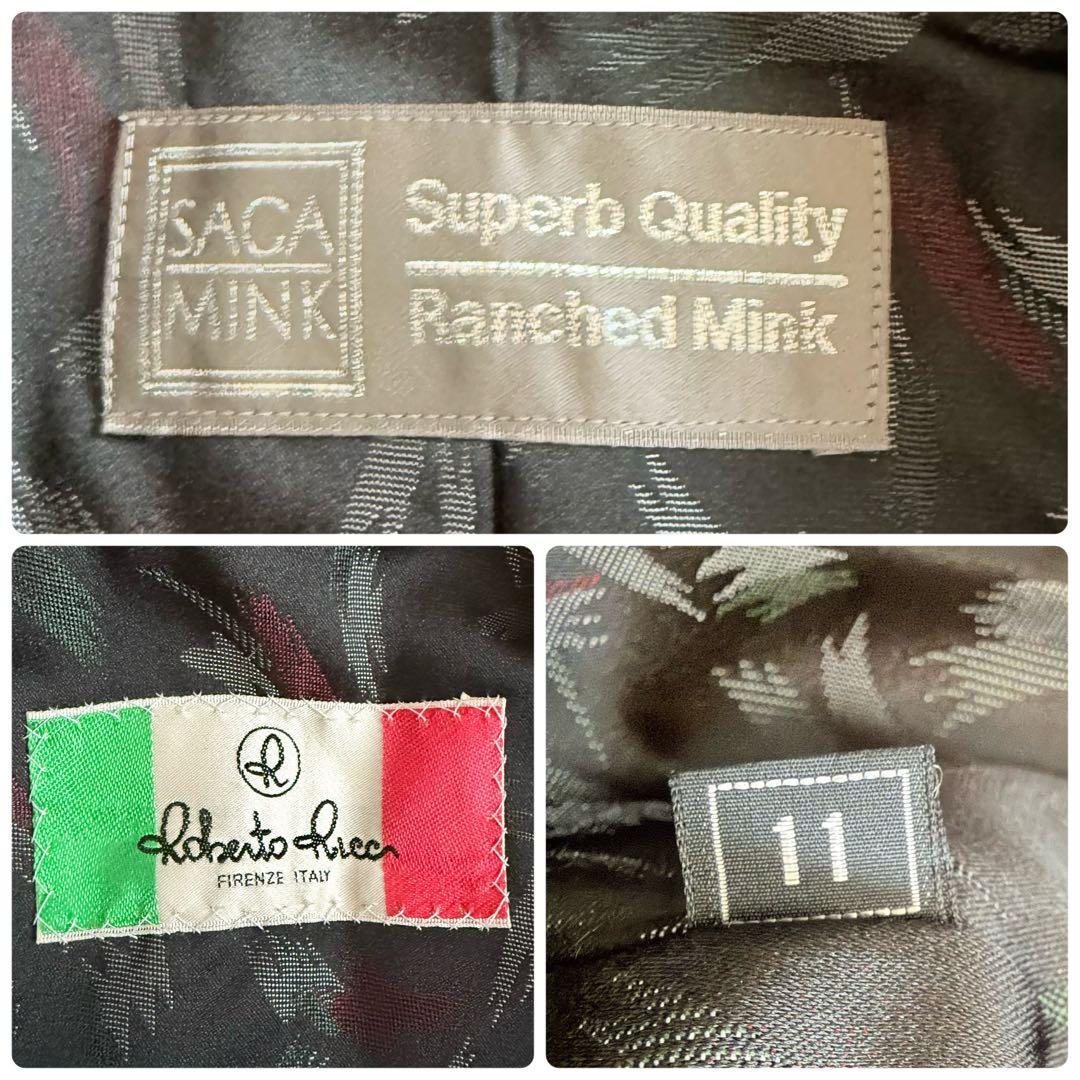 SAGA
MINK
Superb Quality
Ranched Mink
R
Roberto Ricci
FIRENZE ITALY
11